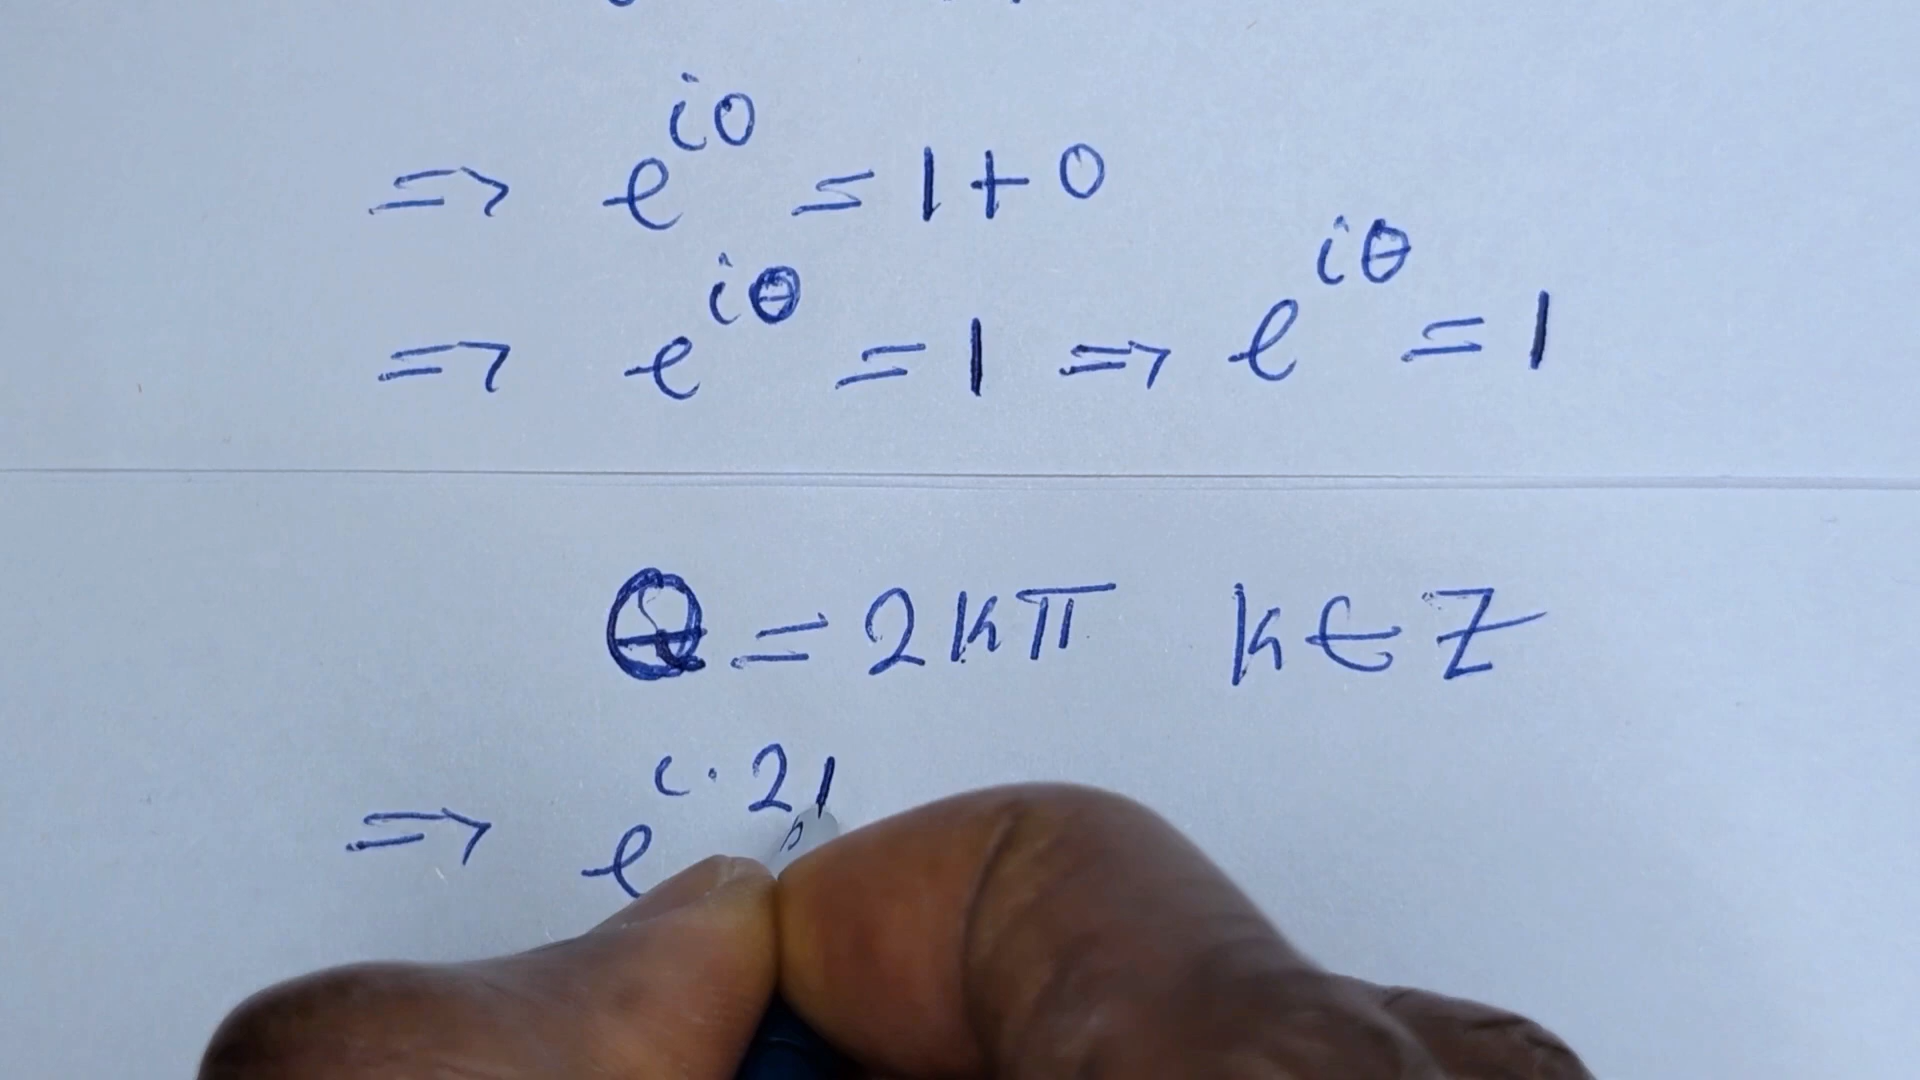 => e^{i0} = 1+0
=> e^{iθ} = 1 => e^{iθ} = 1
θ = 2kπ k∈Z
=> e^{i·2